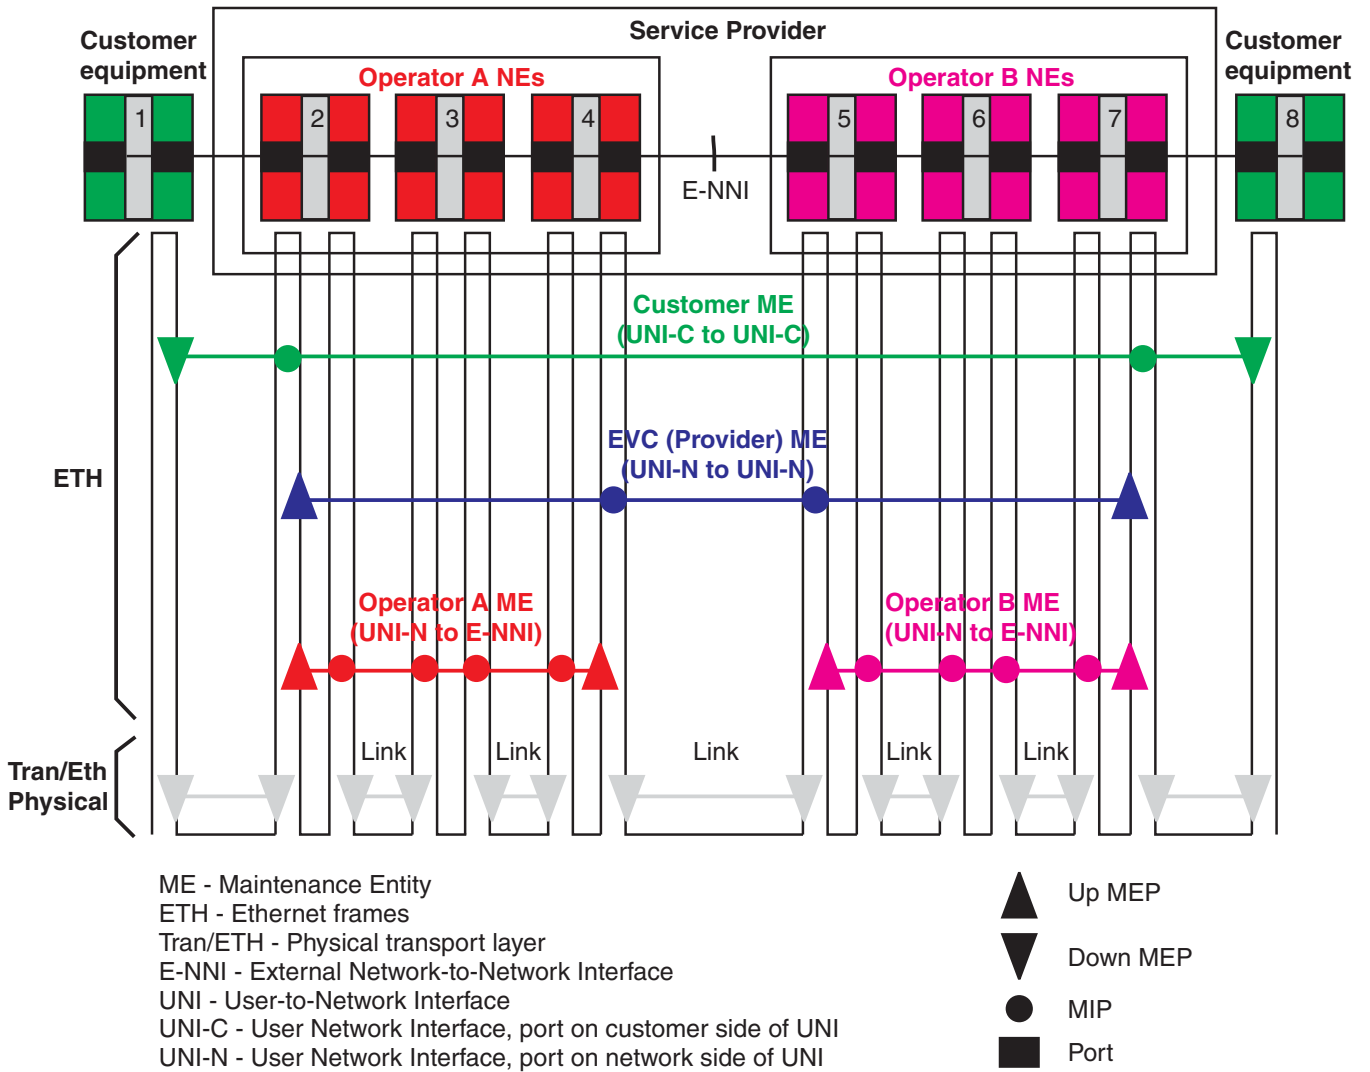 Service Provider
Customer
equipment
Customer
equipment
Operator A NEs
Operator B NEs
1
2
3
4
5
6
7
8
E-NNI
Customer ME
(UNI-C to UNI-C)
EVC (Provider) ME
(UNI-N to UNI-N)
ETH
Operator A ME
(UNI-N to E-NNI)
Operator B ME
(UNI-N to E-NNI)
Link
Link
Link
Link
Link
Tran/Eth
Physical
ME - Maintenance Entity
ETH - Ethernet frames
Tran/ETH - Physical transport layer
E-NNI - External Network-to-Network Interface
UNI - User-to-Network Interface
UNI-C - User Network Interface, port on customer side of UNI
UNI-N - User Network Interface, port on network side of UNI
Up MEP
Down MEP
MIP
Port